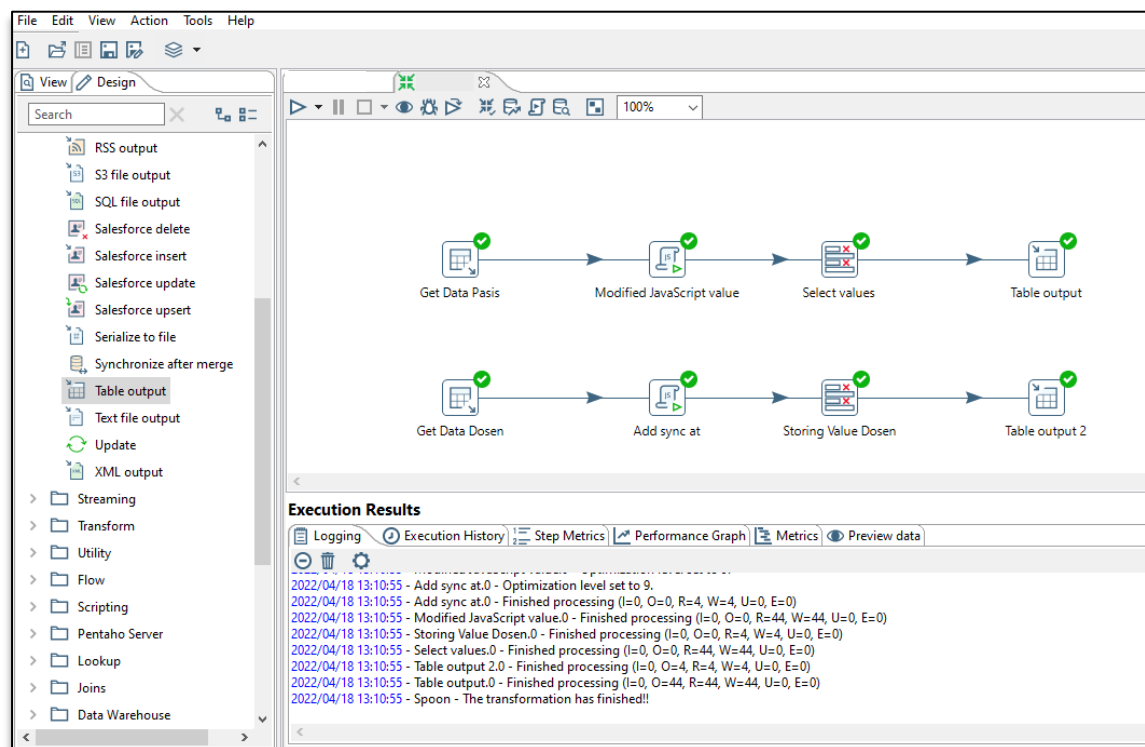 File Edit View Action Tools Help
View Design
Search
100%
RSS output
S3 file output
SQL file output
Salesforce delete
Salesforce insert
Salesforce update
Salesforce upsert
Serialize to file
Synchronize after merge
Table output
Text file output
Update
XML output
Streaming
Transform
Utility
Flow
Scripting
Pentaho Server
Lookup
Joins
Data Warehouse
Get Data Pasis Modified JavaScript value Select values Table output
Get Data Dosen Add sync at Storing Value Dosen Table output 2
Execution Results
Logging Execution History Step Metrics Performance Graph Metrics Preview data
2022/04/18 13:10:55 - Add sync at.0 - Optimization level set to 9.
2022/04/18 13:10:55 - Add sync at.0 - Finished processing (I=0, O=0, R=4, W=4, U=0, E=0)
2022/04/18 13:10:55 - Modified JavaScript value.0 - Finished processing (I=0, O=0, R=44, W=44, U=0, E=0)
2022/04/18 13:10:55 - Storing Value Dosen.0 - Finished processing (I=0, O=0, R=4, W=4, U=0, E=0)
2022/04/18 13:10:55 - Select values.0 - Finished processing (I=0, O=0, R=44, W=44, U=0, E=0)
2022/04/18 13:10:55 - Table output 2.0 - Finished processing (I=0, O=4, R=4, W=4, U=0, E=0)
2022/04/18 13:10:55 - Table output.0 - Finished processing (I=0, O=44, R=44, W=44, U=0, E=0)
2022/04/18 13:10:55 - Spoon - The transformation has finished!!